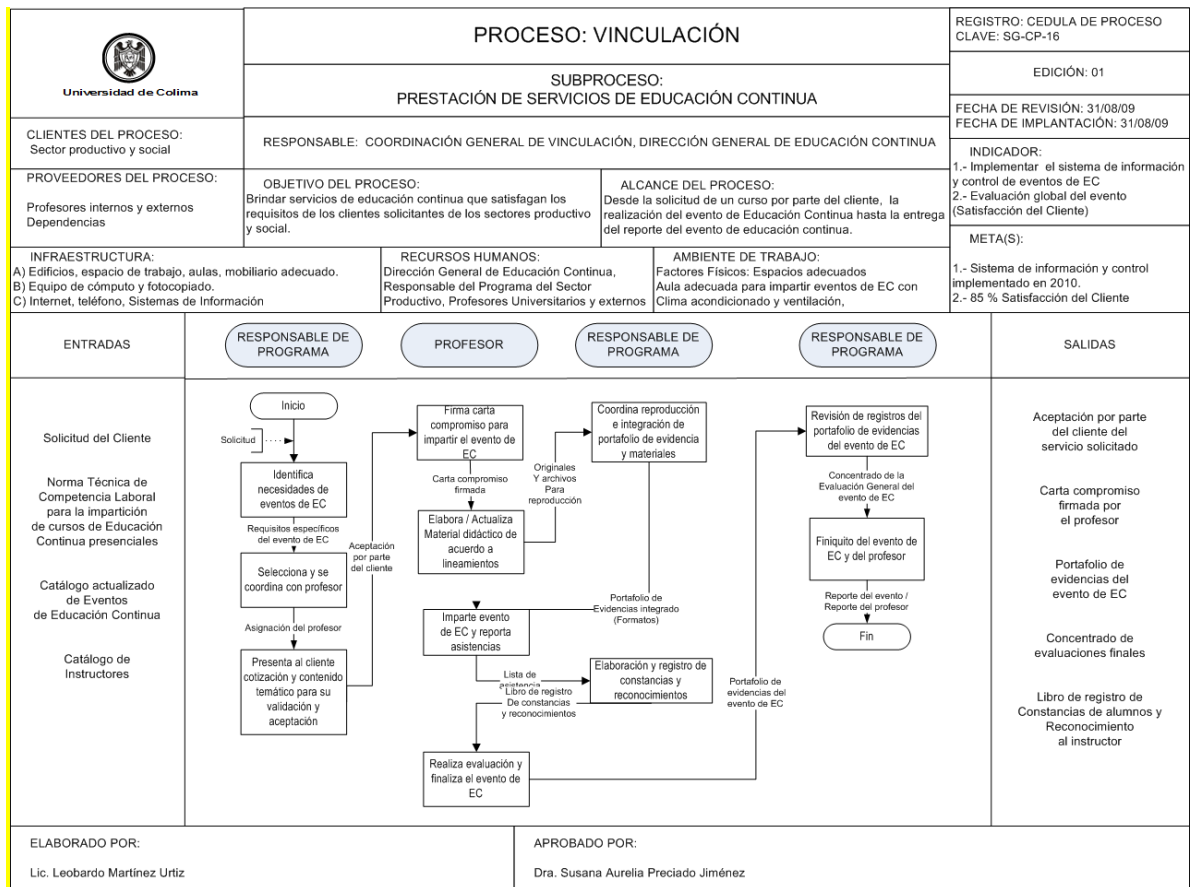 Universidad de Colima
PROCESO: VINCULACIÓN
SUBPROCESO:
PRESTACIÓN DE SERVICIOS DE EDUCACIÓN CONTINUA
REGISTRO: CEDULA DE PROCESO
CLAVE: SG-CP-16
EDICIÓN: 01
FECHA DE REVISIÓN: 31/08/09
FECHA DE IMPLANTACIÓN: 31/08/09
CLIENTES DEL PROCESO:
Sector productivo y social
RESPONSABLE: COORDINACIÓN GENERAL DE VINCULACIÓN, DIRECCIÓN GENERAL DE EDUCACIÓN CONTINUA
INDICADOR:
1.- Implementar el sistema de información
y control de eventos de EC
2.- Evaluación global del evento
(Satisfacción del Cliente)
PROVEEDORES DEL PROCESO:
Profesores internos y externos
Dependencias
OBJETIVO DEL PROCESO:
Brindar servicios de educación continua que satisfagan los
requisitos de los clientes solicitantes de los sectores productivo
y social.
ALCANCE DEL PROCESO:
Desde la solicitud de un curso por parte del cliente, la
realización del evento de Educación Continua hasta la entrega
del reporte del evento de educación continua.
META(S):
1.- Sistema de información y control
implementado en 2010.
2.- 85 % Satisfacción del Cliente
INFRAESTRUCTURA:
A) Edificios, espacio de trabajo, aulas, mobiliario adecuado.
B) Equipo de cómputo y fotocopiado.
C) Internet, teléfono, Sistemas de Información
RECURSOS HUMANOS:
Dirección General de Educación Continua,
Responsable del Programa del Sector
Productivo, Profesores Universitarios y externos
AMBIENTE DE TRABAJO:
Factores Físicos: Espacios adecuados
Aula adecuada para impartir eventos de EC con
Clima acondicionado y ventilación,
ENTRADAS
RESPONSABLE DE
PROGRAMA
PROFESOR
RESPONSABLE DE
PROGRAMA
RESPONSABLE DE
PROGRAMA
SALIDAS
Solicitud del Cliente
Norma Técnica de
Competencia Laboral
para la impartición
de cursos de Educación
Continua presenciales
Catálogo actualizado
de Eventos
de Educación Continua
Catálogo de
Instructores
Inicio
Solicitud
Identifica
necesidades de
eventos de EC
Requisitos específicos
del evento de EC
Selecciona y se
coordina con profesor
Asignación del profesor
Presenta al cliente
cotización y contenido
temático para su
validación y
aceptación
Aceptación
por parte
del cliente
Firma carta
compromiso para
impartir el evento de
EC
Carta compromiso
firmada
Elabora / Actualiza
Material didáctico de
acuerdo a
lineamientos
Originales
Y archivos
Para
reproducción
Coordina reproducción
e integración de
portafolio de evidencia
y materiales
Portafolio de
Evidencias integrado
(Formatos)
Imparte evento
de EC y reporta
asistencias
Lista de
asistencia
Elaboración y registro de
constancias y
reconocimientos
Libro de registro
De constancias
y reconocimientos
Realiza evaluación y
finaliza el evento de
EC
Portafolio de
evidencias del
evento de EC
Revisión de registros del
portafolio de evidencias
del evento de EC
Concentrado de la
Evaluación General del
evento de EC
Finiquito del evento de
EC y del profesor
Reporte del evento /
Reporte del profesor
Fin
Aceptación por parte
del cliente del
servicio solicitado
Carta compromiso
firmada por
el profesor
Portafolio de
evidencias del
evento de EC
Concentrado de
evaluaciones finales
Libro de registro de
Constancias de alumnos y
Reconocimiento
al instructor
ELABORADO POR:
Lic. Leobardo Martínez Urtiz
APROBADO POR:
Dra. Susana Aurelia Preciado Jiménez